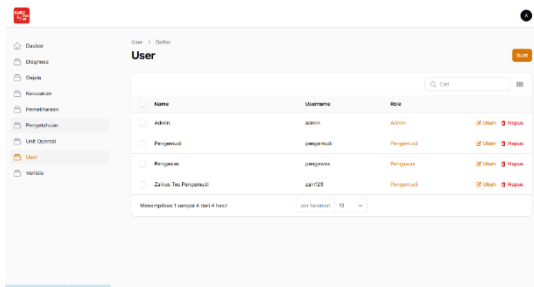 A
Dasbor
Diagnosa
Gejala
Kerusakan
Pemeliharaan
Pengetahuan
Unit Operasi
User
Vehicle
User > Daftar
User
Buat
Cari
Name Username Role
Admin admin Admin Ubah Hapus
Pengemudi pengemudi Pengemudi Ubah Hapus
Pengawas pengawas Pengawas Ubah Hapus
Zainus Tes Pengemudi zain123 Pengemudi Ubah Hapus
Menampilkan 1 sampai 4 dari 4 hasil per halaman 10